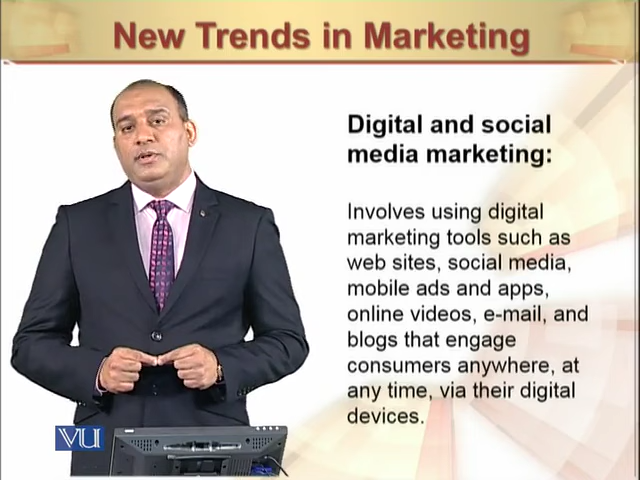 New Trends in Marketing
Digital and social
media marketing:
Involves using digital
marketing tools such as
web sites, social media,
mobile ads and apps,
online videos, e-mail, and
blogs that engage
consumers anywhere, at
any time, via their digital
devices.
VU